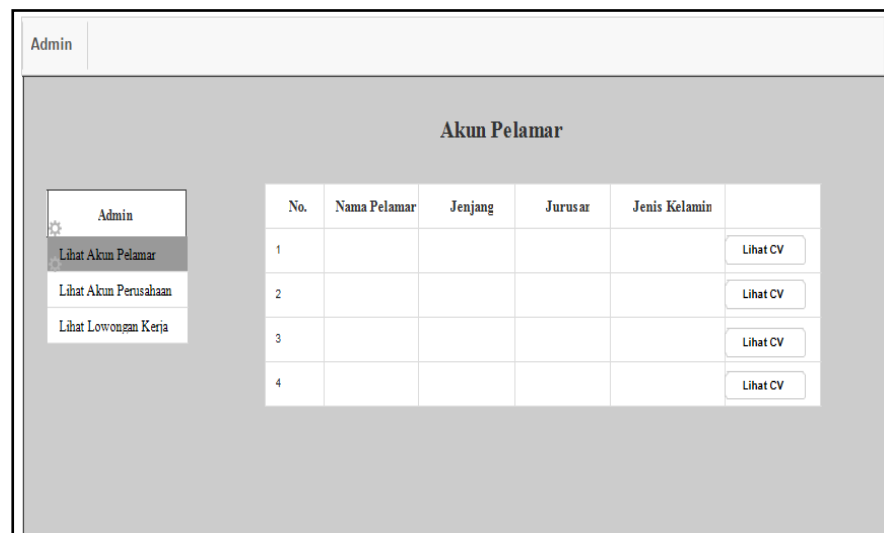 Admin
Akun Pelamar
Admin
Lihat Akun Pelamar
Lihat Akun Perusahaan
Lihat Lowongan Kerja
No. Nama Pelamar Jenjang Jurusan Jenis Kelamin
1 Lihat CV
2 Lihat CV
3 Lihat CV
4 Lihat CV